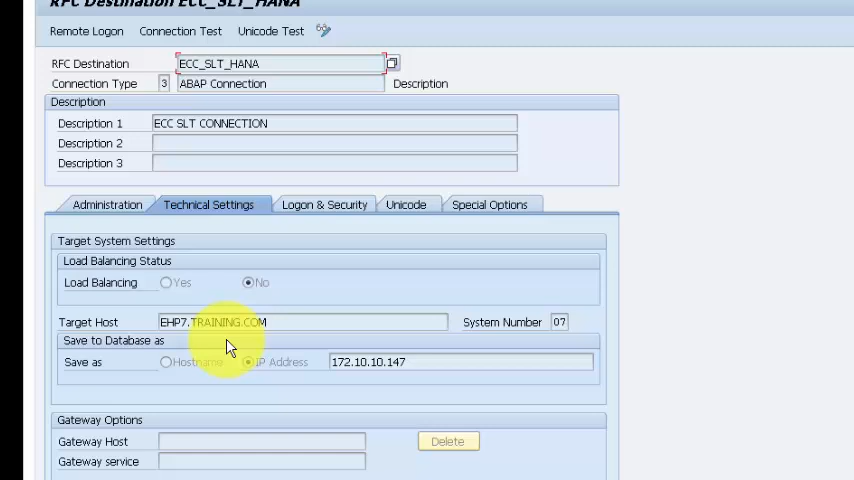 RFC Destination ECC_SLT_HANA
Remote Logon Connection Test Unicode Test
RFC Destination ECC_SLT_HANA
Connection Type 3 ABAP Connection Description
Description
Description 1 ECC SLT CONNECTION
Description 2
Description 3
Administration Technical Settings Logon & Security Unicode Special Options
Target System Settings
Load Balancing Status
Load Balancing Yes No
Target Host EHP7.TRAINING.COM System Number 07
Save to Database as
Save as Hostname IP Address 172.10.10.147
Gateway Options
Gateway Host Delete
Gateway service